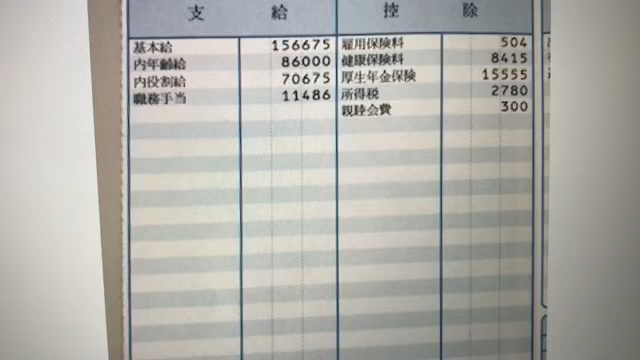 支給 控除
基本給 156675 雇用保険料 504
内年齢給 86000 健康保険料 8415
内役割給 70675 厚生年金保険 15555
職務手当 11486 所得税 2780
親睦会費 300